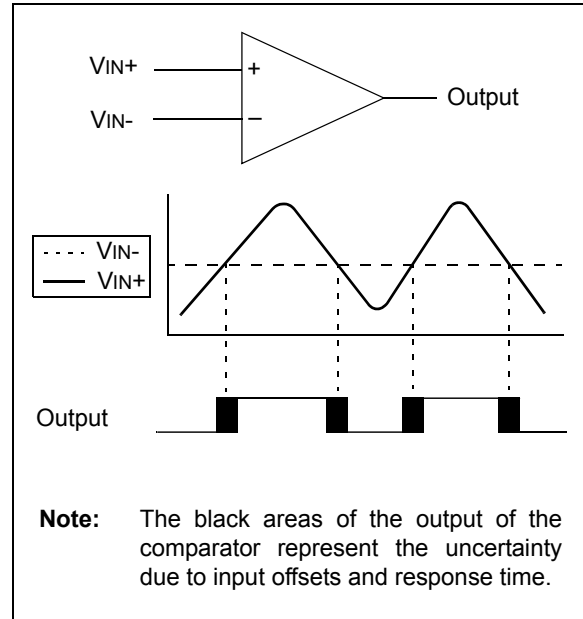 VIN+
+
Output
VIN-
–
VIN-
VIN+
Output
Note: The black areas of the output of the
comparator represent the uncertainty
due to input offsets and response time.